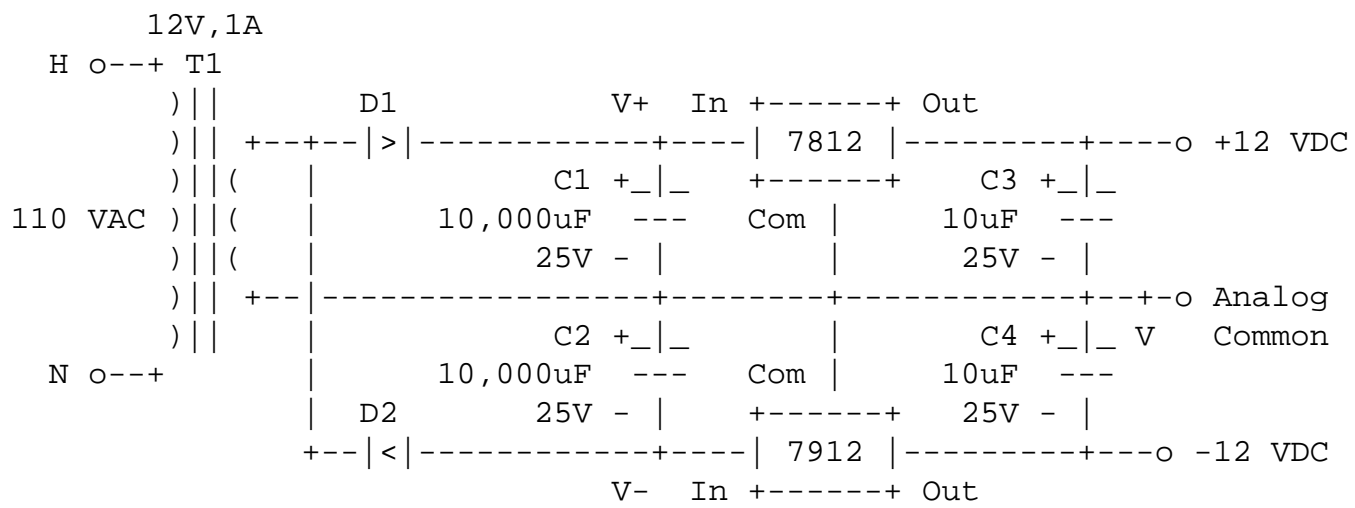 12V,1A
  H o--+ T1
        )||       D1           V+  In +------+ Out
        )|| +--+--|>|------------+----| 7812 |---------+----o +12 VDC
        )||(   |            C1 +_|_   +------+    C3 +_|_
110 VAC )||(   |      10,000uF  ---   Com |     10uF  ---
        )||(   |           25V - |        |      25V - |
        )|| +--|-----------------+--------+------------+--+-o Analog
        )||    |            C2 +_|_       |       C4 +_|_ V   Common
  N o--+       |      10,000uF  ---   Com |     10uF  ---
               |  D2       25V - |    +------+   25V - |
               +--|<|------------+----| 7912 |---------+---o -12 VDC
                               V-  In +------+ Out